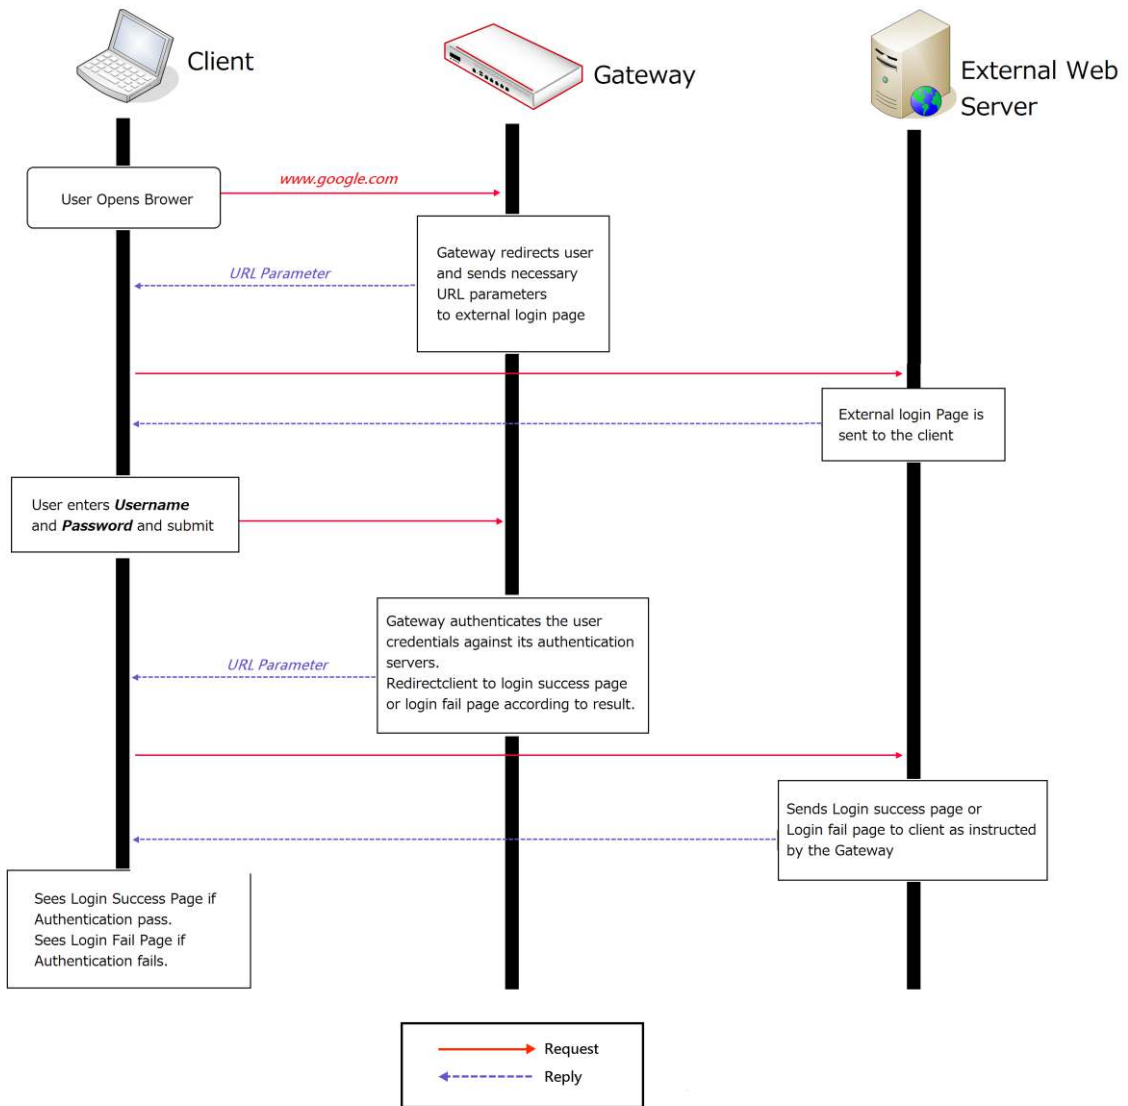 Client
Gateway
External Web
Server
User Opens Brower
www.google.com
Gateway redirects user
and sends necessary
URL parameters
to external login page
URL Parameter
External login Page is
sent to the client
User enters Username
and Password and submit
Gateway authenticates the user
credentials against its authentication
servers.
Redirectclient to login success page
or login fail page according to result.
URL Parameter
Sends Login success page or
Login fail page to client as instructed
by the Gateway
Sees Login Success Page if
Authentication pass.
Sees Login Fail Page if
Authentication fails.
Request
Reply